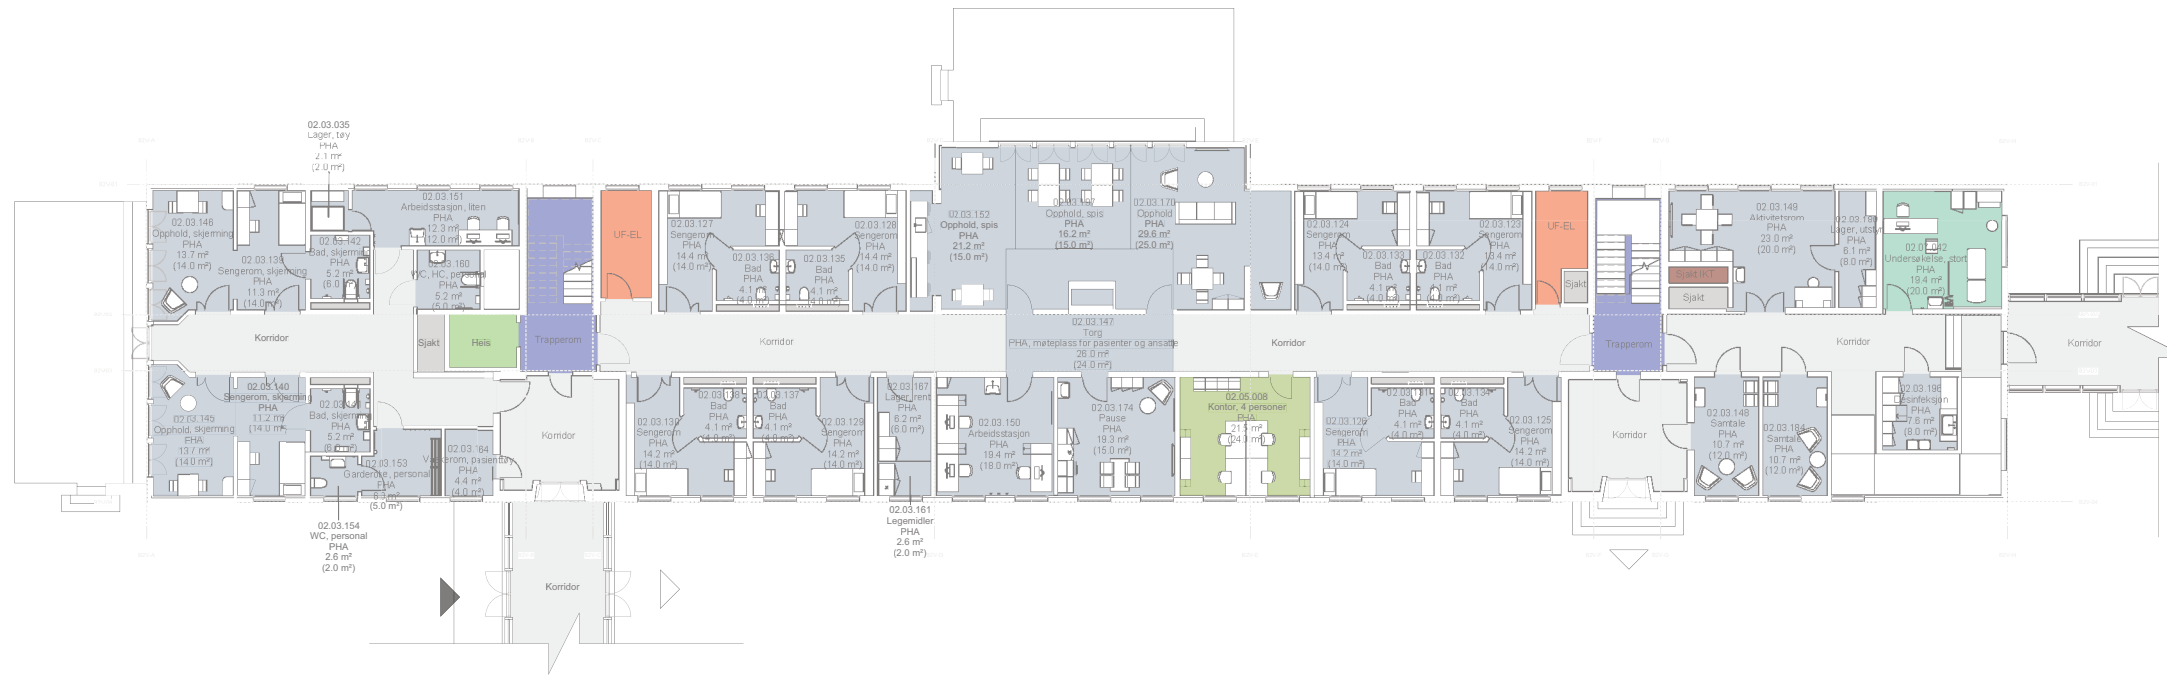 02.03.035
Lager, tøy
PHA
2.1 m²
(2.0 m²)
02.03.146
Opphold, skjerming
PHA
13.7 m²
(14.0 m²)
02.03.139
Sengerom, skjerming
PHA
11.3 m²
(14.0 m²)
02.03.142
Bad, skjerming
PHA
5.2 m²
(6.0 m²)
02.03.151
Arbeidsstasjon, liten
PHA
12.3 m²
(12.0 m²)
02.03.160
WC, HC, personal
PHA
5.2 m²
(5.0 m²)
UF-EL
02.03.127
Sengerom
PHA
14.4 m²
(14.0 m²)
02.03.136
Bad
PHA
4.1 m²
(4.0 m²)
02.03.135
Bad
PHA
4.1 m²
(4.0 m²)
02.03.128
Sengerom
PHA
14.4 m²
(14.0 m²)
02.03.152
Opphold, spis
PHA
21.2 m²
(15.0 m²)
Opphold, spis
PHA
16.2 m²
(15.0 m²)
02.03.170
Opphold
PHA
29.6 m²
(25.0 m²)
02.03.124
Sengerom
PHA
13.4 m²
(14.0 m²)
02.03.133
Bad
PHA
4.1 m²
(4.0 m²)
02.03.132
Bad
PHA
4.1 m²
(4.0 m²)
02.03.123
Sengerom
PHA
13.4 m²
(14.0 m²)
UF-EL
Sjakt
02.03.149
Aktivitetsrom
PHA
23.0 m²
(20.0 m²)
Sjakt IKT
Sjakt
02.03.180
Lager, utstyr
PHA
6.1 m²
(8.0 m²)
Undersøkelse, stort
PHA
19.4 m²
(20.0 m²)
Korridor
Sjakt
Heis
Trapperom
Korridor
02.03.147
Torg
PHA, møteplass for pasienter og ansatte
26.0 m²
(24.0 m²)
Korridor
Trapperom
Korridor
Korridor
02.03.140
Sengerom, skjerming
PHA
11.2 m²
(14.0 m²)
02.03.145
Opphold, skjerming
PHA
13.7 m²
(14.0 m²)
Bad, skjerming
PHA
5.2 m²
(6.0 m²)
02.03.153
Garderobe, personal
PHA
(5.0 m²)
02.03.164
Vaskerom, pasienttøy
PHA
4.4 m²
(4.0 m²)
Korridor
02.03.138
Bad
PHA
4.1 m²
(4.0 m²)
Sengerom
PHA
14.2 m²
(14.0 m²)
02.03.137
Bad
PHA
4.1 m²
(4.0 m²)
02.03.129
Sengerom
PHA
14.2 m²
(14.0 m²)
02.03.167
Lager, rent
PHA
6.2 m²
(6.0 m²)
02.03.150
Arbeidsstasjon
PHA
19.4 m²
(18.0 m²)
02.03.174
Pause
PHA
19.3 m²
(15.0 m²)
02.05.008
Kontor, 4 personer
PHA
21.5 m²
(24.0 m²)
02.03.126
Sengerom
PHA
14.2 m²
(14.0 m²)
Bad
PHA
4.1 m²
(4.0 m²)
02.03.134
Bad
PHA
4.1 m²
(4.0 m²)
02.03.125
Sengerom
PHA
14.2 m²
(14.0 m²)
Korridor
02.03.148
Samtale
PHA
10.7 m²
(12.0 m²)
02.03.184
Samtale
PHA
10.7 m²
(12.0 m²)
02.03.196
Desinfeksjon
PHA
7.6 m²
(8.0 m²)
02.03.154
WC, personal
PHA
2.6 m²
(2.0 m²)
02.03.161
Legemidler
PHA
2.6 m²
(2.0 m²)
Korridor